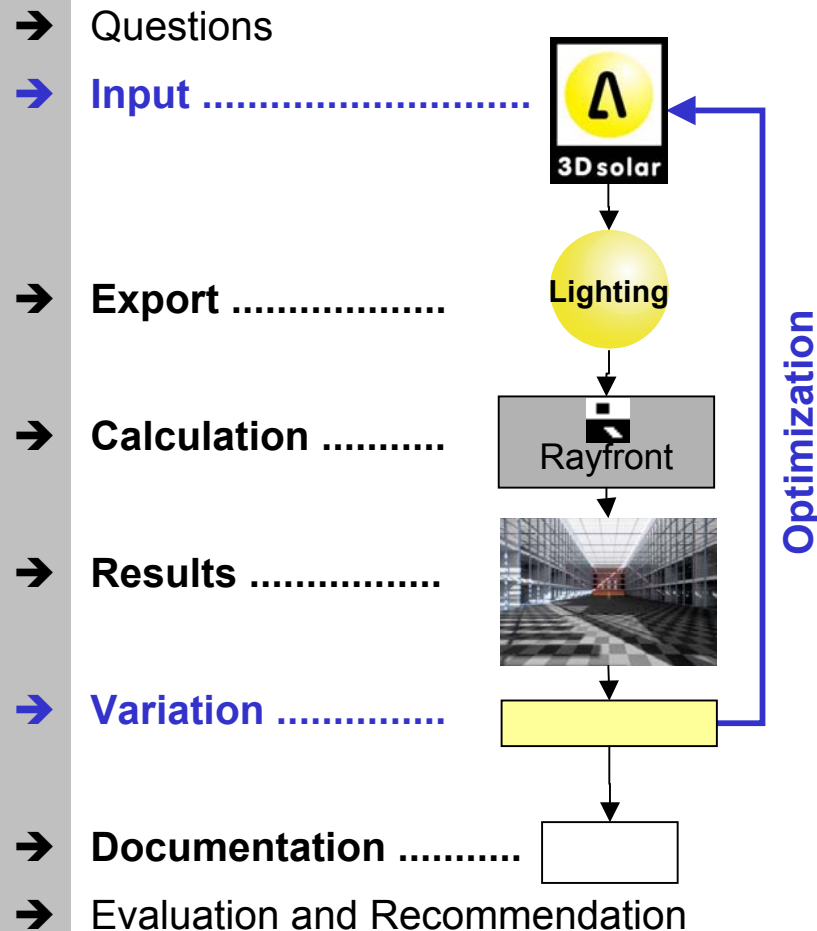 ➔ Questions
➔ Input .............................
3Dsolar
➔ Export ...................
Lighting
➔ Calculation ...........
Rayfront
Optimization
➔ Results .................
➔ Variation ...............
➔ Documentation ...........
➔ Evaluation and Recommendation